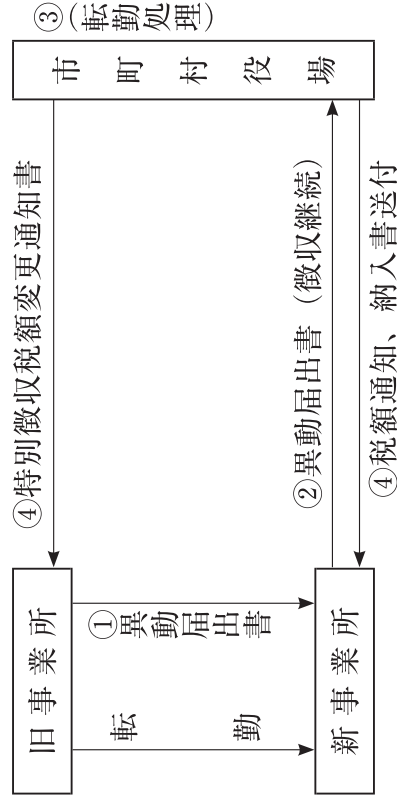 ③(転勤処理)
市町村役場
④特別徴収税額変更通知書
②異動届出書(徴収継続)
④税額通知、納入書送付
旧事業所
①異動届出書
転勤
新事業所